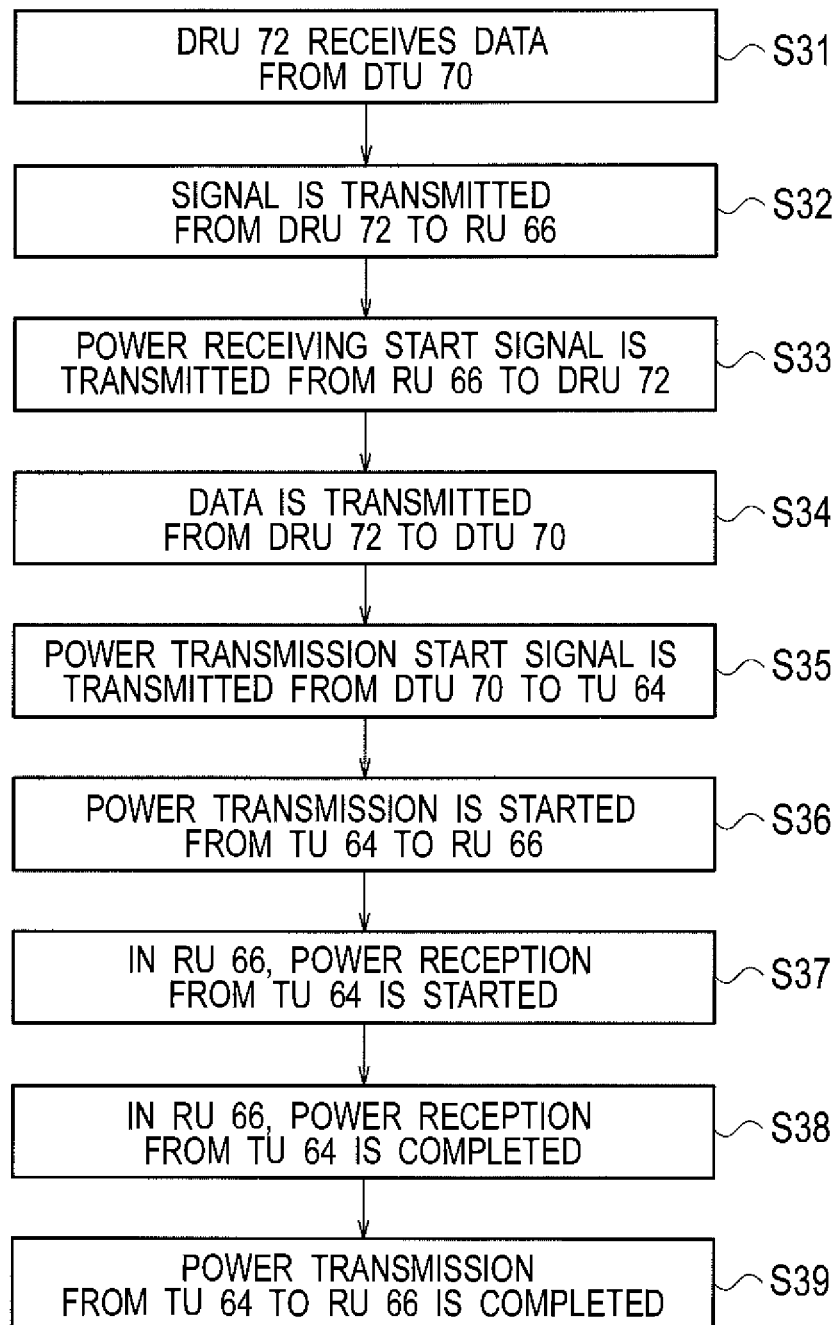 DRU 72 RECEIVES DATA
FROM DTU 70
S31
SIGNAL IS TRANSMITTED
FROM DRU 72 TO RU 66
S32
POWER RECEIVING START SIGNAL IS
TRANSMITTED FROM RU 66 TO DRU 72
S33
DATA IS TRANSMITTED
FROM DRU 72 TO DTU 70
S34
POWER TRANSMISSION START SIGNAL IS
TRANSMITTED FROM DTU 70 TO TU 64
S35
POWER TRANSMISSION IS STARTED
FROM TU 64 TO RU 66
S36
IN RU 66, POWER RECEPTION
FROM TU 64 IS STARTED
S37
IN RU 66, POWER RECEPTION
FROM TU 64 IS COMPLETED
S38
POWER TRANSMISSION
FROM TU 64 TO RU 66 IS COMPLETED
S39